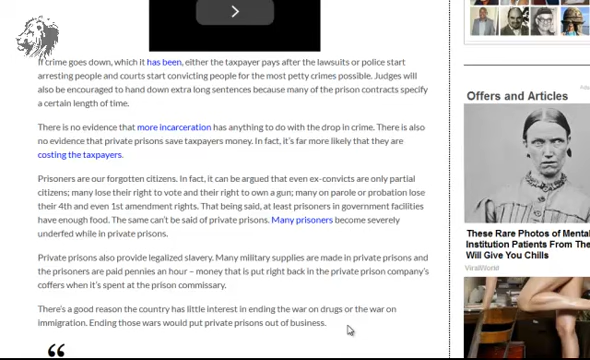 If crime goes down, which it has been, either the taxpayer pays after the lawsuits or police start
arresting people and courts start convicting people for the most petty crimes possible. Judges will
also be encouraged to hand down extra long sentences because many of the prison contracts specify
a certain length of time.
There is no evidence that more incarceration has anything to do with the drop in crime. There is also
no evidence that private prisons save taxpayers money. In fact, it's far more likely that they are
costing the taxpayers.
Prisoners are our forgotten citizens. In fact, it can be argued that even ex-convicts are only partial
citizens; many lose their right to vote and their right to own a gun; many on parole or probation lose
their 4th and even 1st amendment rights. That being said, at least prisoners in government facilities
have enough food. The same can't be said of private prisons. Many prisoners become severely
underfed while in private prisons.
Private prisons also provide legalized slavery. Many military supplies are made in private prisons and
the prisoners are paid pennies an hour – money that is put right back in the private prison company's
coffers when it's spent at the prison commissary.
There's a good reason the country has little interest in ending the war on drugs or the war on
immigration. Ending those wars would put private prisons out of business.
“
Offers and Articles
These Rare Photos of Mental
Institution Patients From The
Will Give You Chills
ViralWorld